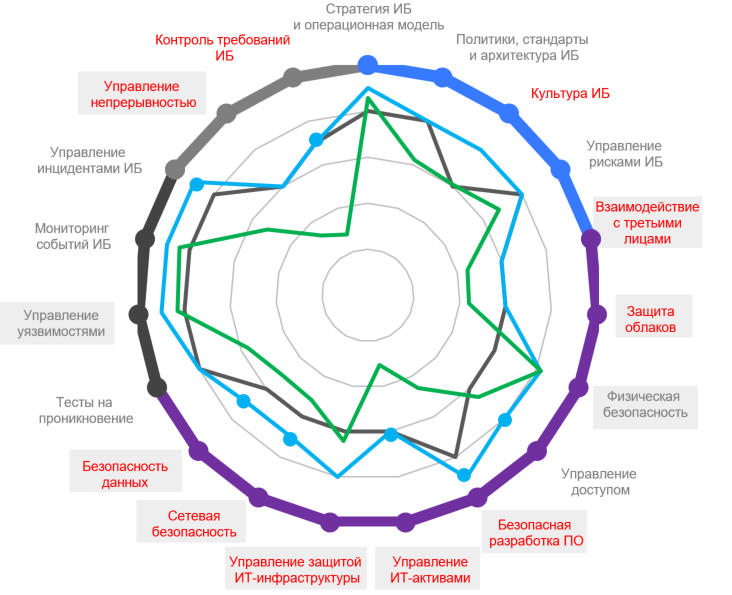 Стратегия ИБ
и операционная модель
Политики, стандарты
и архитектура ИБ
Культура ИБ
Управление
рисками ИБ
Взаимодействие
с третьими
лицами
Защита
облаков
Физическая
безопасность
Управление
доступом
Безопасная
разработка ПО
Управление
ИТ-активами
Управление защитой
ИТ-инфраструктуры
Сетевая
безопасность
Безопасность
данных
Тесты на
проникновение
Управление
уязвимостями
Мониторинг
событий ИБ
Управление
инцидентами ИБ
Управление
непрерывностью
Контроль требований
ИБ